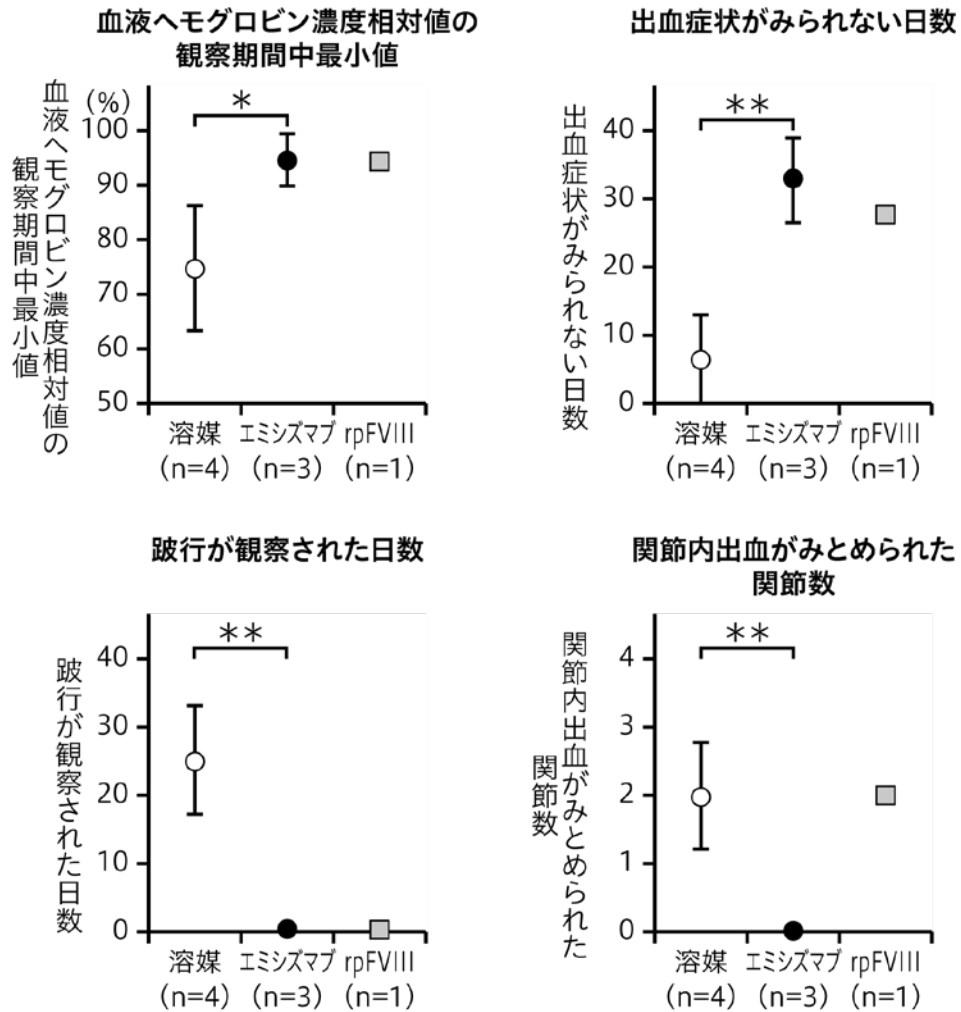 血液ヘモグロビン濃度相対値の
観察期間中最小値
血液ヘモグロビン濃度相対値の
観察期間中最小値
(%)
100
90
80
70
60
50
*
溶媒
(n=4)
エミシズマブ
(n=3)
rpFVIII
(n=1)
出血症状がみられない日数
出血症状がみられない日数
40
30
20
10
0
**
溶媒
(n=4)
エミシズマブ
(n=3)
rpFVIII
(n=1)
跛行が観察された日数
跛行が観察された日数
40
30
20
10
0
**
溶媒
(n=4)
エミシズマブ
(n=3)
rpFVIII
(n=1)
関節内出血がみとめられた
関節数
関節内出血がみとめられた
関節数
4
3
2
1
0
**
溶媒
(n=4)
エミシズマブ
(n=3)
rpFVIII
(n=1)